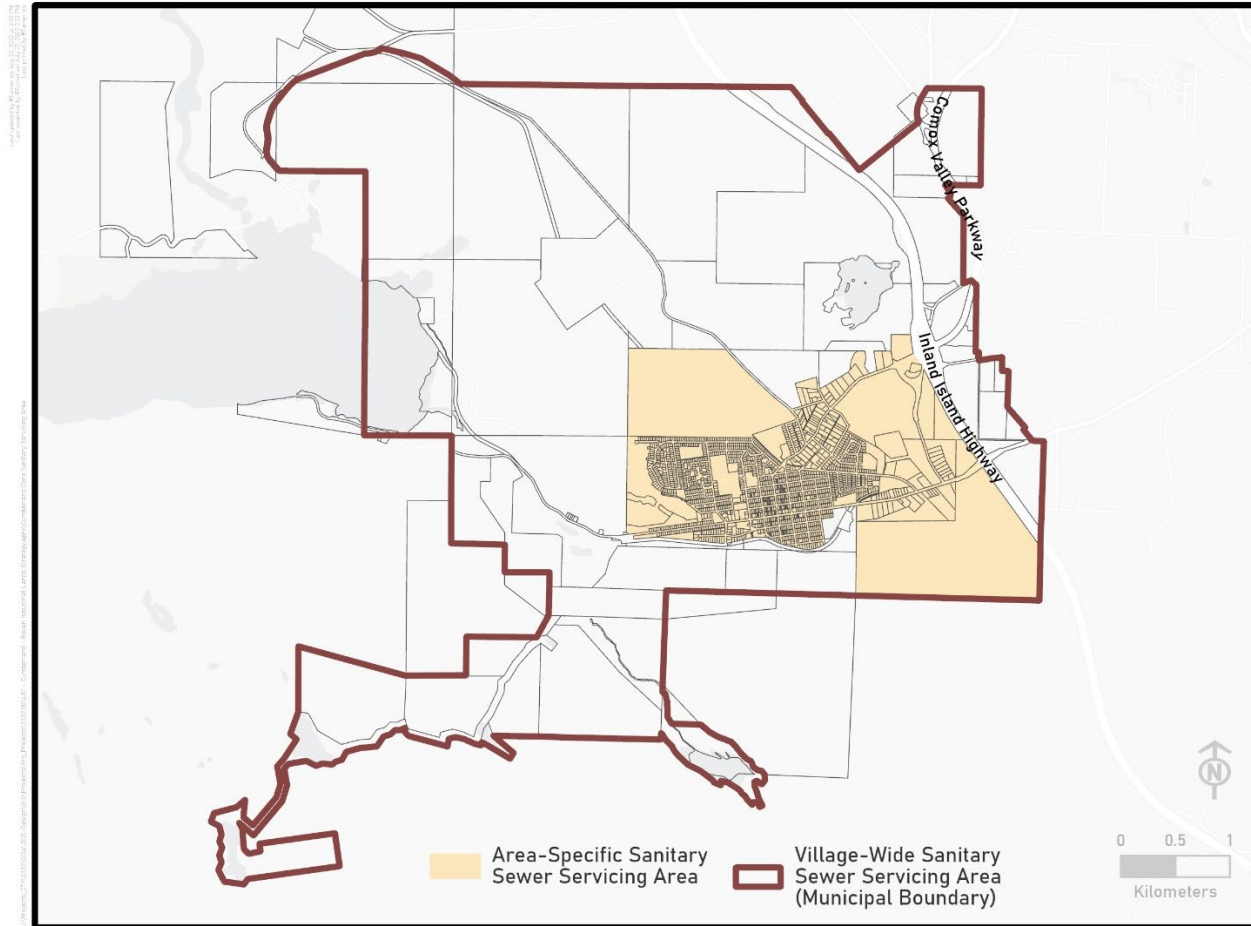 Comox Valley Parkway
Inland Island Highway
Area-Specific Sanitary
Sewer Servicing Area
Village-Wide Sanitary
Sewer Servicing Area
(Municipal Boundary)
N
0 0.5 1
Kilometers